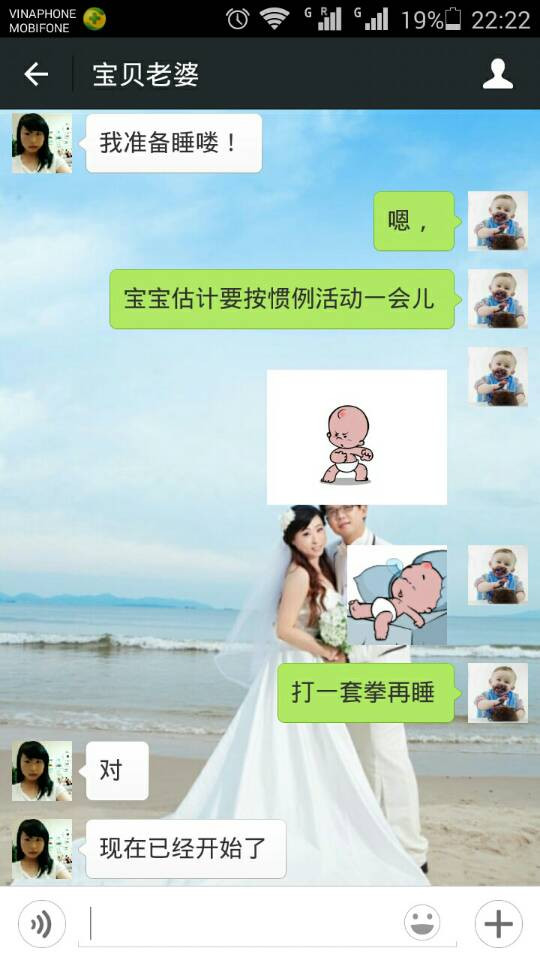 VINAPHONE
MOBIFONE
G R G 19% 22:22
宝贝老婆
我准备睡喽！
嗯，
宝宝估计要按惯例活动一会儿
打一套拳再睡
对
现在已经开始了